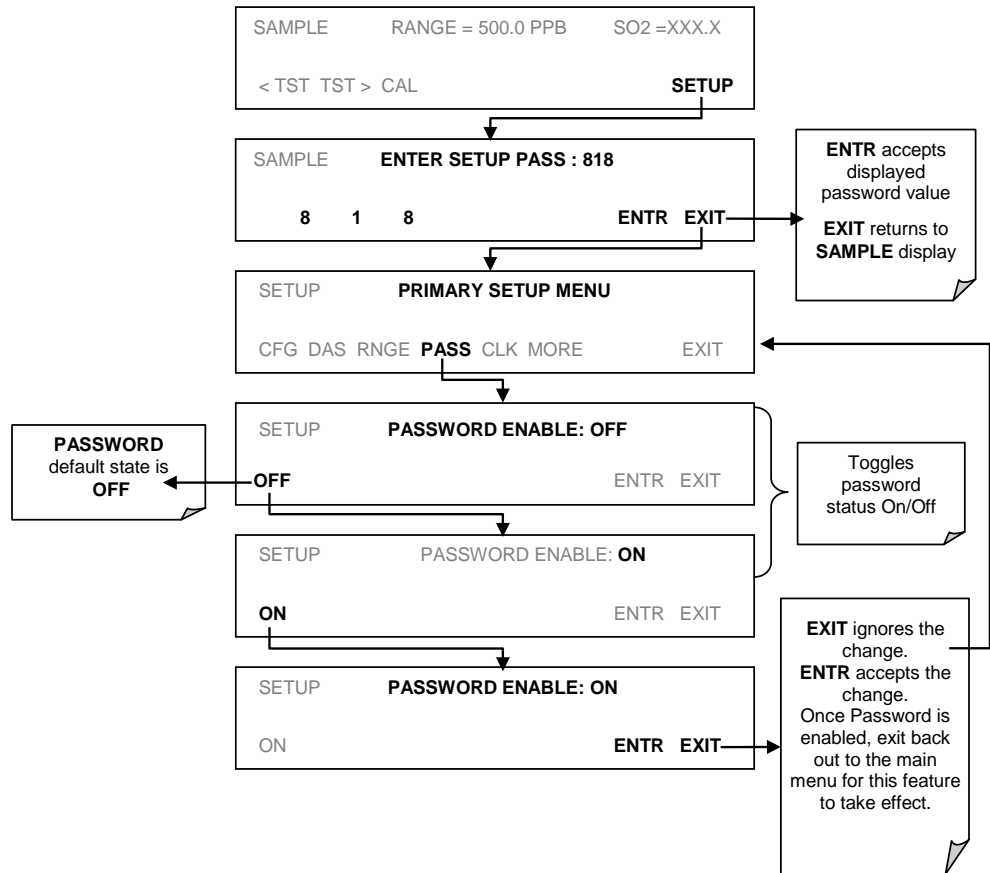 SAMPLE RANGE = 500.0 PPB SO2 =XXX.X
< TST TST > CAL SETUP
SAMPLE ENTER SETUP PASS : 818
8 1 8 ENTR EXIT
ENTR accepts
displayed
password value
EXIT returns to
SAMPLE display
SETUP PRIMARY SETUP MENU
CFG DAS RNGE PASS CLK MORE EXIT
SETUP PASSWORD ENABLE: OFF
OFF ENTR EXIT
PASSWORD
default state is
OFF
Toggles
password
status On/Off
SETUP PASSWORD ENABLE: ON
ON ENTR EXIT
SETUP PASSWORD ENABLE: ON
ON ENTR EXIT
EXIT ignores the
change.
ENTR accepts the
change.
Once Password is
enabled, exit back
out to the main
menu for this feature
to take effect.